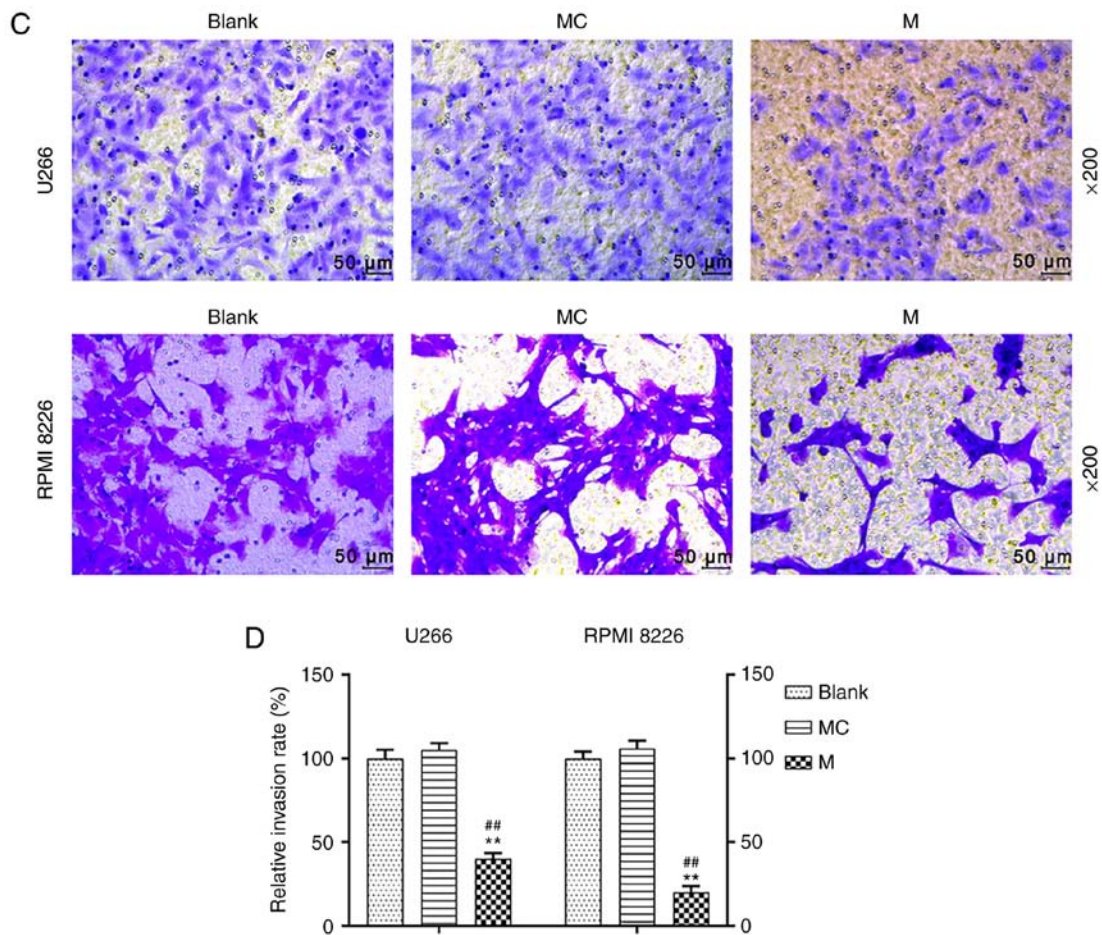 C
Blank MC M
U266
50 µm 50 µm 50 µm
×200
Blank MC M
RPMI 8226
50 µm 50 µm 50 µm
×200
D
U266 RPMI 8226
Relative invasion rate (%)
150 150
100 100
50 50
0 0
##
**
##
**
Blank
MC
M